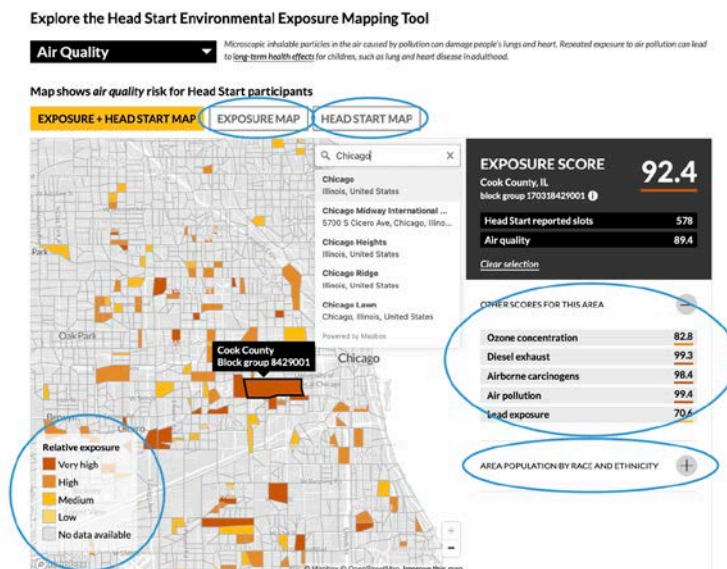 Explore the Head Start Environmental Exposure Mapping Tool
Air Quality
Microscopic inhalable particles in the air caused by pollution can damage people's lungs and heart. Repeated exposure to air pollution can lead
to long-term health effects for children, such as lung and heart disease in adulthood.
Map shows air quality risk for Head Start participants
EXPOSURE + HEAD START MAP
EXPOSURE MAP
HEAD START MAP
Chicago
X
Chicago
Illinois, United States
Chicago Midway International ...
5700 S Cicero Ave, Chicago, Illino...
Chicago Heights
Illinois, United States
Chicago Ridge
Illinois, United States
Chicago Lawn
Chicago, Illinois, United States
Powered by Mapbox
Park
Oak Park
Cook County
Block group 8429001
Chicago
Cicero
Relative exposure
Very high
High
Medium
Low
No data available
+
−
© Mapbox © OpenStreetMap Improve this map
EXPOSURE SCORE
92.4
Cook County, IL
block group 170318429001
Head Start reported slots 578
Air quality 89.4
Clear selection
OTHER SCORES FOR THIS AREA
Ozone concentration 82.8
Diesel exhaust 99.3
Airborne carcinogens 98.4
Air pollution 99.4
Lead exposure 70.6
AREA POPULATION BY RACE AND ETHNICITY